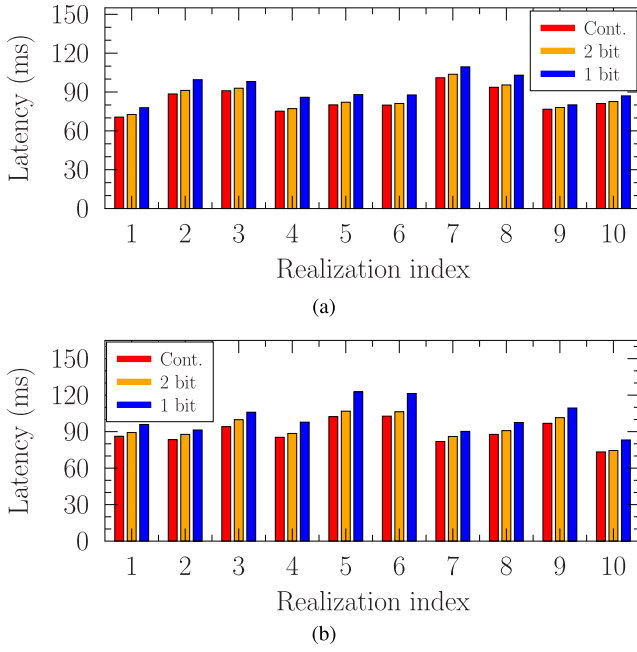 150
120
90
60
30
0
Latency (ms)
Cont.
2 bit
1 bit
1 2 3 4 5 6 7 8 9 10
Realization index
(a)
150
120
90
60
30
0
Latency (ms)
Cont.
2 bit
1 bit
1 2 3 4 5 6 7 8 9 10
Realization index
(b)